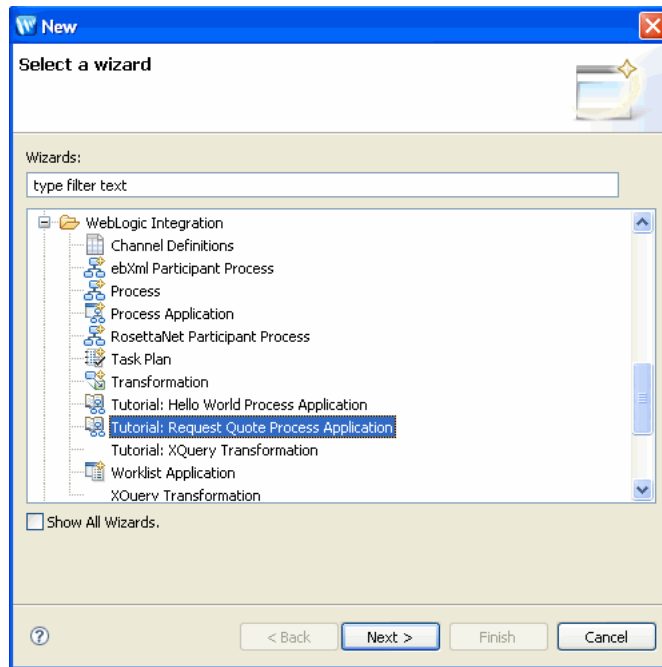 New
Select a wizard
Wizards:
type filter text
WebLogic Integration
Channel Definitions
ebXml Participant Process
Process
Process Application
RosettaNet Participant Process
Task Plan
Transformation
Tutorial: Hello World Process Application
Tutorial: Request Quote Process Application
Tutorial: XQuery Transformation
Worklist Application
XQuery Transformation
Show All Wizards.
? < Back Next > Finish Cancel